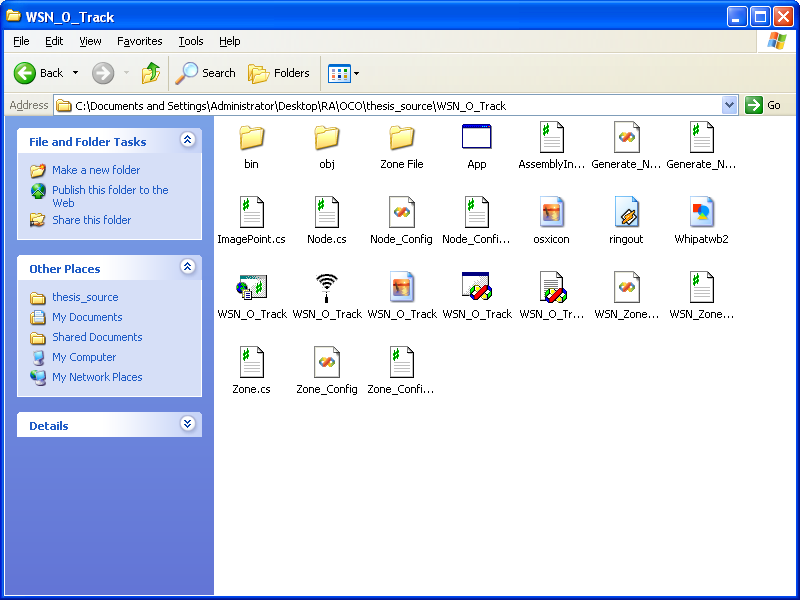 WSN_O_Track
File Edit View Favorites Tools Help
Back Search Folders
Address C:\Documents and Settings\Administrator\Desktop\RA\OCO\thesis_source\WSN_O_Track Go
File and Folder Tasks
Make a new folder
Publish this folder to the
Web
Share this folder
Other Places
thesis_source
My Documents
Shared Documents
My Computer
My Network Places
Details
bin obj Zone File App AssemblyIn... Generate_N... Generate_N...
ImagePoint.cs Node.cs Node_Config Node_Confi... osxicon ringout Whipatwb2
WSN_O_Track WSN_O_Track WSN_O_Track WSN_O_Track WSN_O_Tr... WSN_Zone... WSN_Zone...
Zone.cs Zone_Config Zone_Confi...